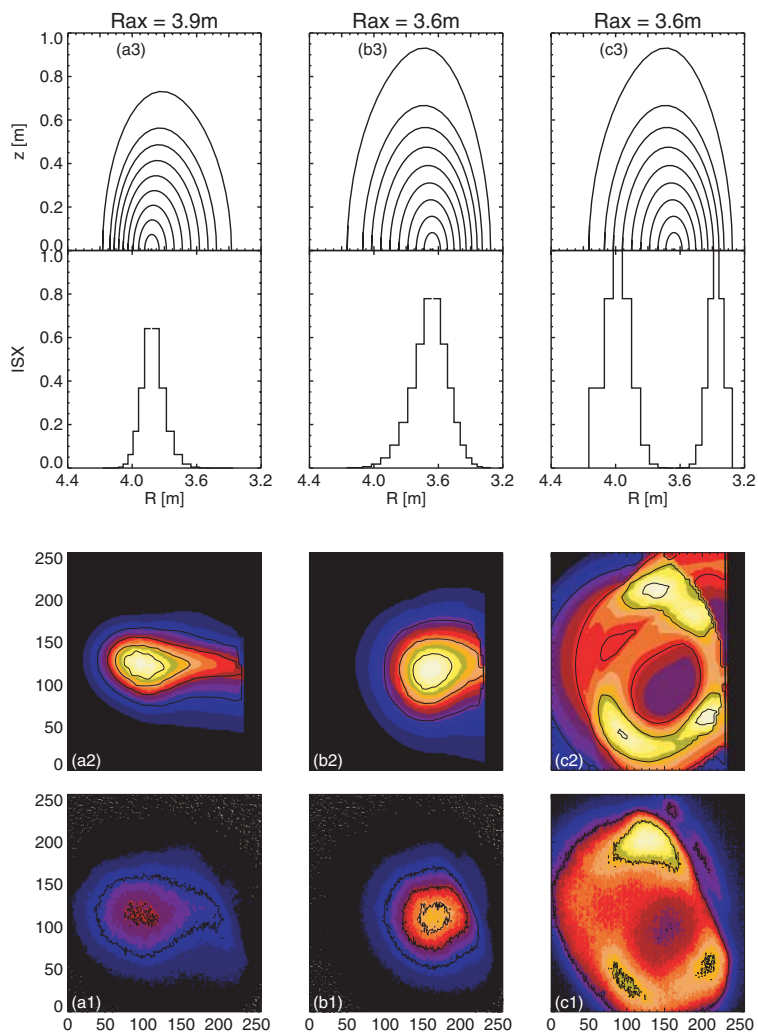 Rax = 3.9m Rax = 3.6m Rax = 3.6m
(a3) (b3) (c3)
z [m]
1.0
0.8
0.6
0.4
0.2
0.0
ISX
1.0
0.8
0.6
0.4
0.2
0.0
4.4 4.0 3.6 3.2 4.4 4.0 3.6 3.2 4.4 4.0 3.6 3.2
R [m] R [m] R [m]
250
200
150
100
50
0
(a2) (b2) (c2)
250
200
150
100
50
0
(a1) (b1) (c1)
0 50 100 150 200 250 0 50 100 150 200 250 0 50 100 150 200 250